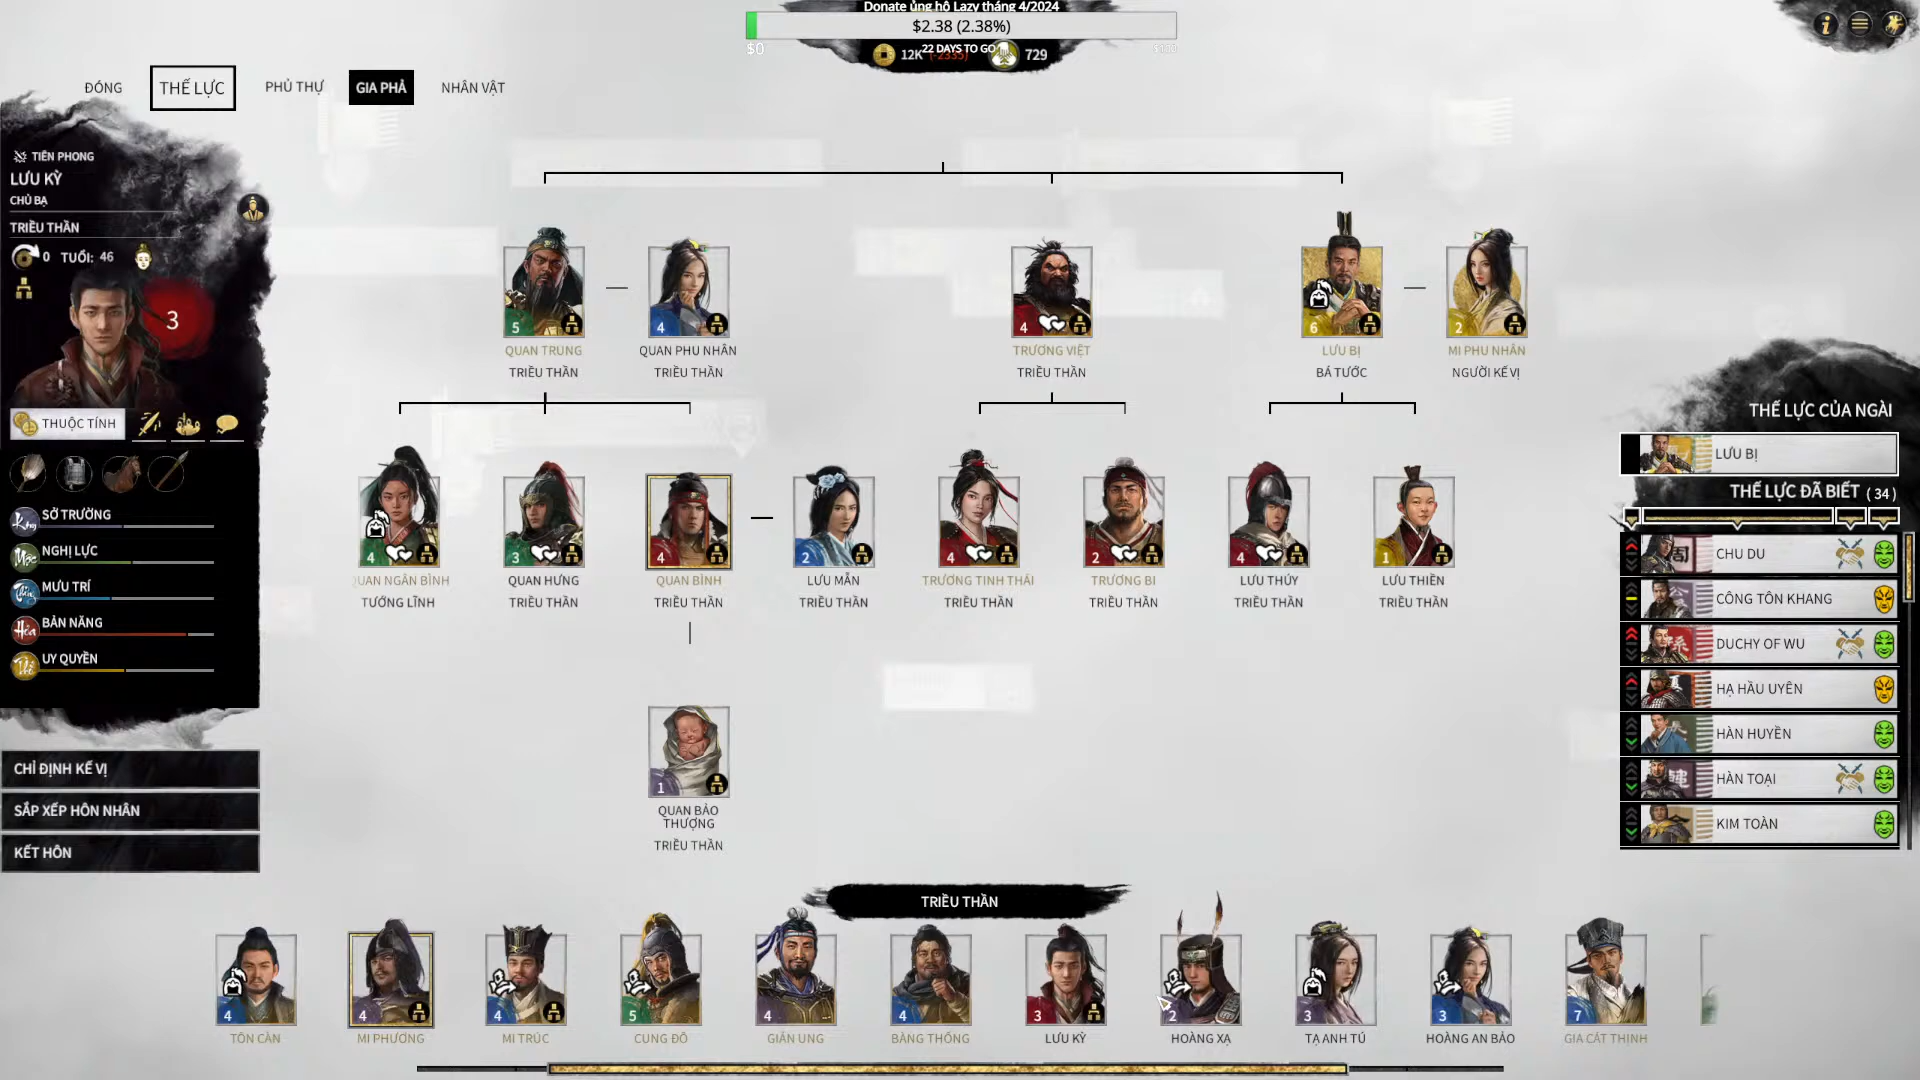 Donate ủng hộ Lazy tháng 4/2024
$2.38 (2.38%)
$0
22 DAYS TO GO
12K (-2335)
729
ĐÓNG
THẾ LỰC
PHỦ THỰ
GIA PHẢ
NHÂN VẬT
TIÊN PHONG
LƯU KỲ
CHỦ BẠ
TRIỀU THẦN
0 TUỔI: 46
3
THUỘC TÍNH
SỞ TRƯỜNG
NGHỊ LỰC
MƯU TRÍ
BẢN NĂNG
UY QUYỀN
CHỈ ĐỊNH KẾ VỊ
SẮP XẾP HÔN NHÂN
KẾT HÔN
5
4
4
6
2
QUAN TRUNG
QUAN PHU NHÂN
TRƯƠNG VIỆT
LƯU BỊ
MI PHU NHÂN
TRIỀU THẦN
TRIỀU THẦN
TRIỀU THẦN
BÁ TƯỚC
NGƯỜI KẾ VỊ
4
3
4
2
4
2
4
1
QUAN NGÂN BÌNH
QUAN HƯNG
QUAN BÌNH
LƯU MẪN
TRƯƠNG TINH THÁI
TRƯƠNG BI
LƯU THÚY
LƯU THIỀN
TƯỚNG LĨNH
TRIỀU THẦN
TRIỀU THẦN
TRIỀU THẦN
TRIỀU THẦN
TRIỀU THẦN
TRIỀU THẦN
TRIỀU THẦN
1
QUAN BẢO
THƯỢNG
TRIỀU THẦN
THẾ LỰC CỦA NGÀI
LƯU BỊ
THẾ LỰC ĐÃ BIẾT ( 34 )
CHU DU
CÔNG TÔN KHANG
DUCHY OF WU
HẠ HẦU UYÊN
HÀN HUYỀN
HÀN TOẠI
KIM TOÀN
TRIỀU THẦN
4
4
4
5
4
4
3
2
3
3
7
TÔN CÀN
MI PHƯƠNG
MI TRÚC
CUNG ĐÔ
GIẢN UNG
BÀNG THỐNG
LƯU KỲ
HOÀNG XẠ
TẠ ANH TÚ
HOÀNG AN BẢO
GIA CÁT THỊNH